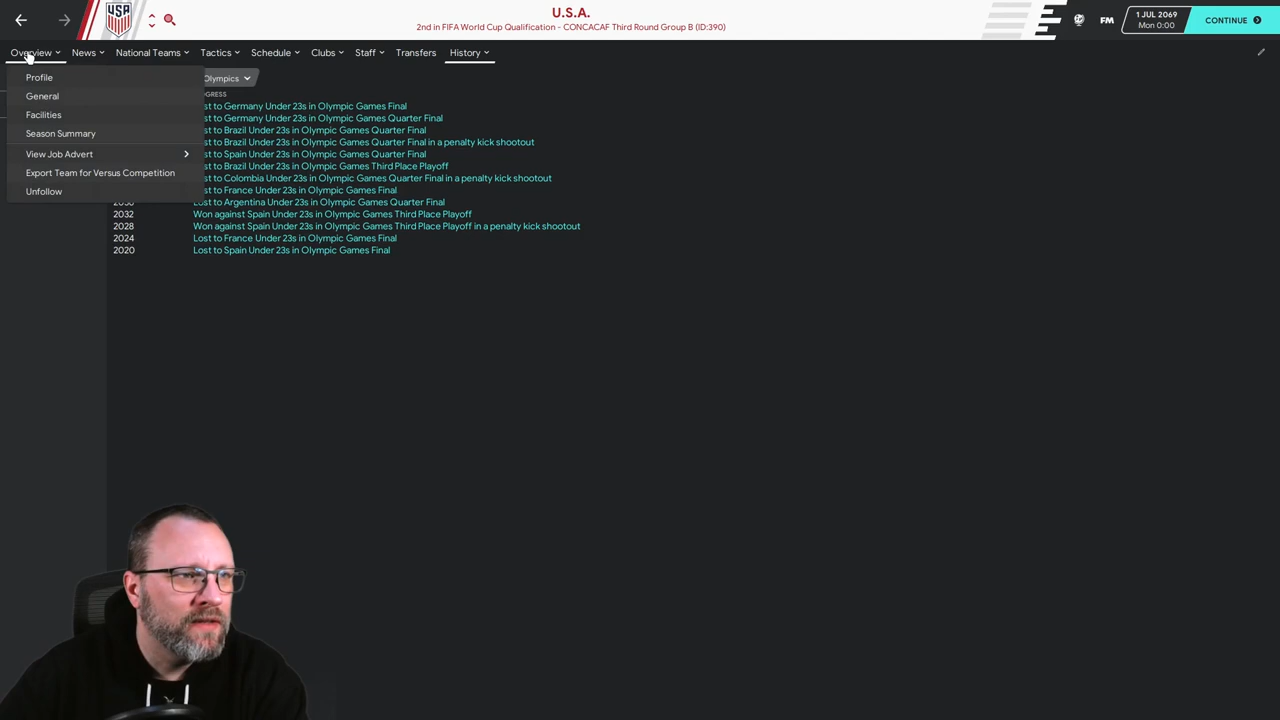 USA
U.S.A.
2nd in FIFA World Cup Qualification - CONCACAF Third Round Group B (ID:390)
FM
1 JUL 2069
Mon 0:00
CONTINUE
Overview
News
National Teams
Tactics
Schedule
Clubs
Staff
Transfers
History
Profile
General
Facilities
Season Summary
View Job Advert
Export Team for Versus Competition
Unfollow
Olympics
st to Germany Under 23s in Olympic Games Final
st to Germany Under 23s in Olympic Games Quarter Final
st to Brazil Under 23s in Olympic Games Quarter Final
st to Brazil Under 23s in Olympic Games Quarter Final in a penalty kick shootout
st to Spain Under 23s in Olympic Games Quarter Final
st to Brazil Under 23s in Olympic Games Third Place Playoff
st to Colombia Under 23s in Olympic Games Quarter Final in a penalty kick shootout
st to France Under 23s in Olympic Games Final
st to Argentina Under 23s in Olympic Games Quarter Final
2032 Won against Spain Under 23s in Olympic Games Third Place Playoff
2028 Won against Spain Under 23s in Olympic Games Third Place Playoff in a penalty kick shootout
2024 Lost to France Under 23s in Olympic Games Final
2020 Lost to Spain Under 23s in Olympic Games Final